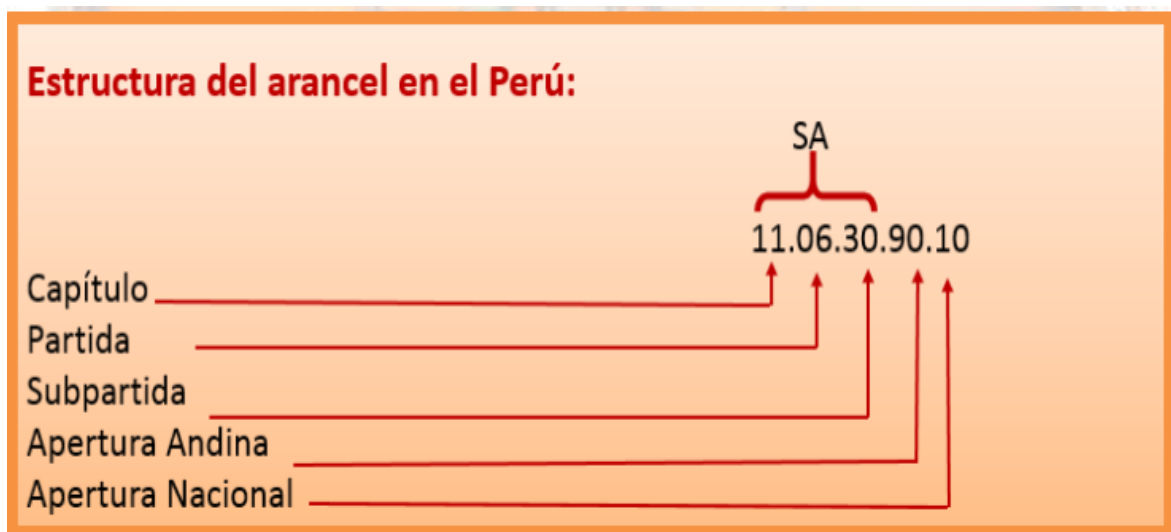 Estructura del arancel en el Perú:
SA
11.06.30.90.10
Capítulo
Partida
Subpartida
Apertura Andina
Apertura Nacional